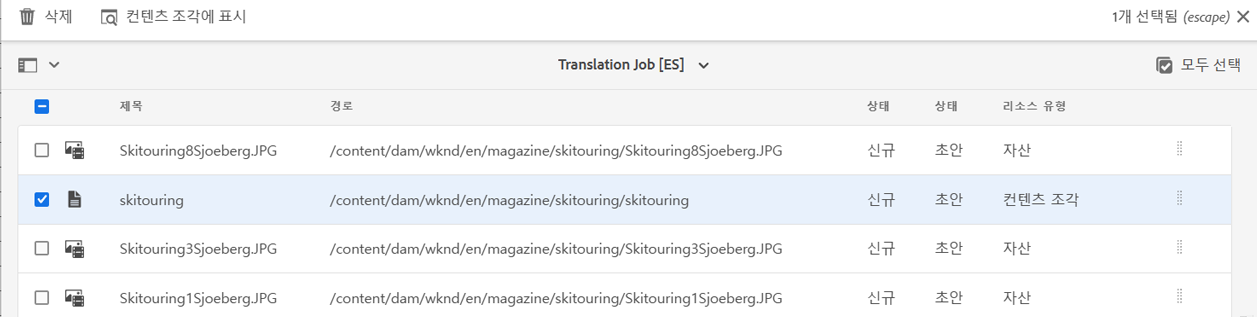 삭제 컨텐츠 조각에 표시 1개 선택됨 (escape)
Translation Job [ES] 모두 선택
제목 경로 상태 상태 리소스 유형
Skitouring8Sjoeberg.JPG /content/dam/wknd/en/magazine/skitouring/Skitouring8Sjoeberg.JPG 신규 초안 자산
skitouring /content/dam/wknd/en/magazine/skitouring/skitouring 신규 초안 컨텐츠 조각
Skitouring3Sjoeberg.JPG /content/dam/wknd/en/magazine/skitouring/Skitouring3Sjoeberg.JPG 신규 초안 자산
Skitouring1Sjoeberg.JPG /content/dam/wknd/en/magazine/skitouring/Skitouring1Sjoeberg.JPG 신규 초안 자산